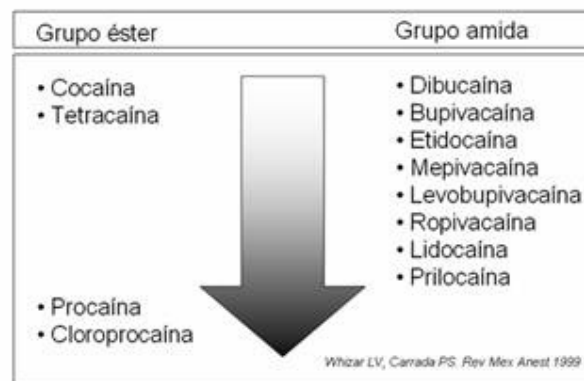 Grupo éster
Grupo amida
• Cocaína
• Tetracaína
• Procaína
• Cloroprocaína
• Dibucaína
• Bupivacaína
• Etidocaína
• Mepivacaína
• Levobupivacaína
• Ropivacaína
• Lidocaína
• Prilocaína
Whizar LV, Carrada PS. Rev Mex Anest 1999